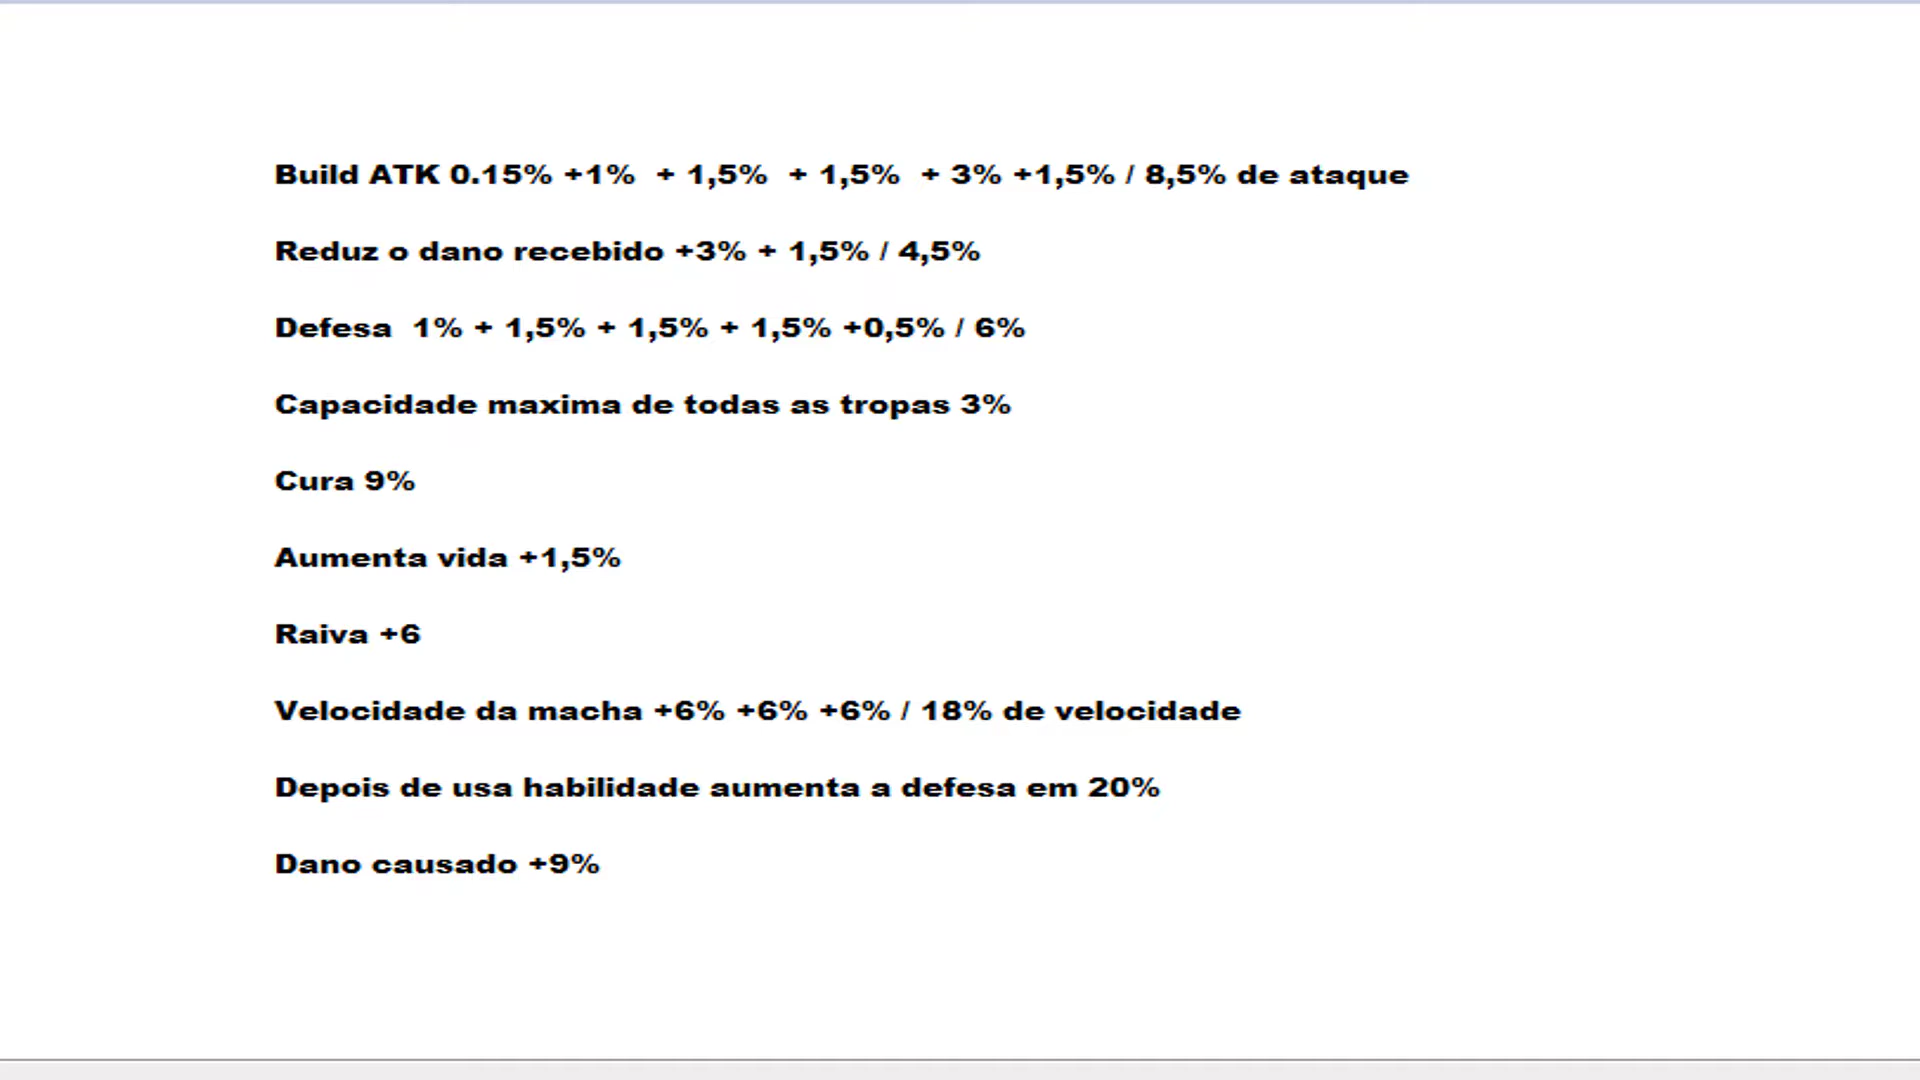 Build ATK 0.15% +1%  + 1,5%  + 1,5%  + 3% +1,5% / 8,5% de ataque
Reduz o dano recebido +3% + 1,5% / 4,5%
Defesa  1% + 1,5% + 1,5% + 1,5% +0,5% / 6%
Capacidade maxima de todas as tropas 3%
Cura 9%
Aumenta vida +1,5%
Raiva +6
Velocidade da macha +6% +6% +6% / 18% de velocidade
Depois de usa habilidade aumenta a defesa em 20%
Dano causado +9%